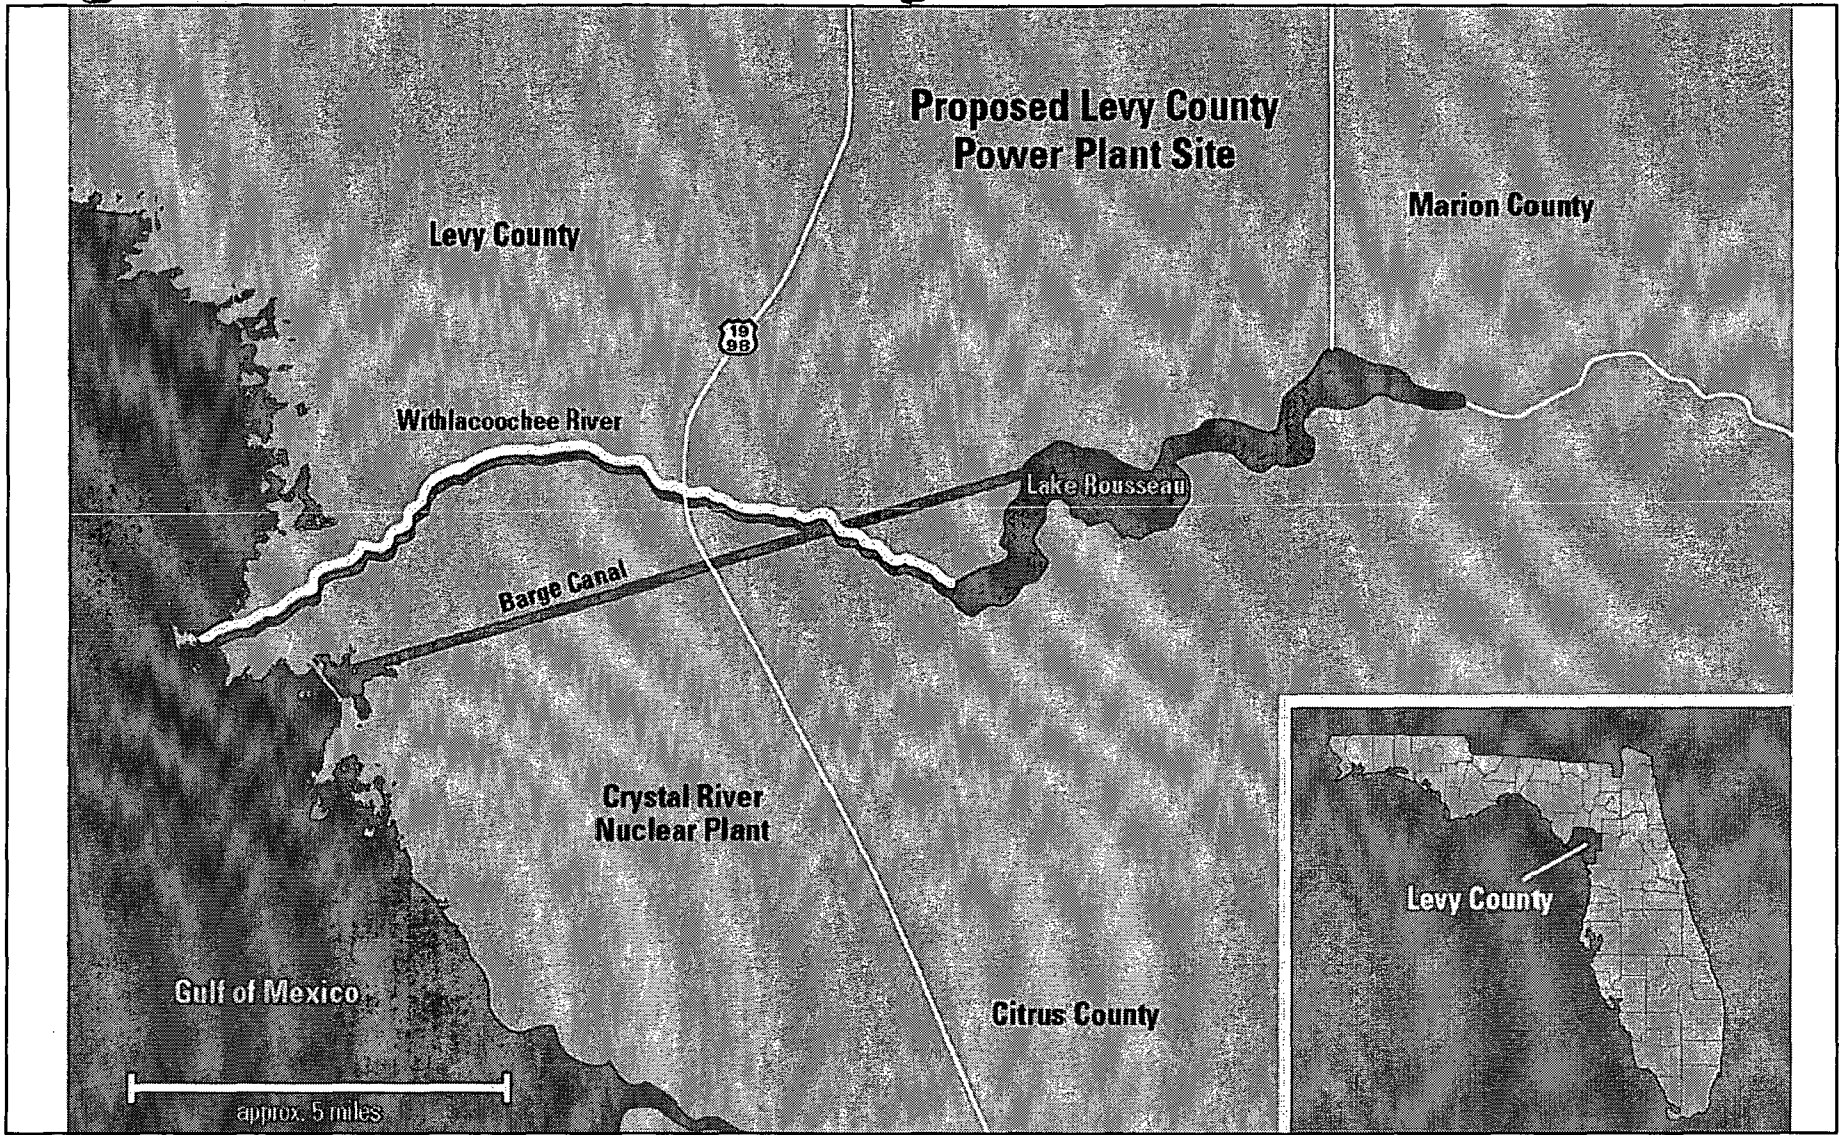 Proposed Levy County
Power Plant Site
Marion County
Levy County
19
98
Withlacoochee River
Lake Rousseau
Barge Canal
Crystal River
Nuclear Plant
Levy County
Gulf of Mexico
Citrus County
approx. 5 miles